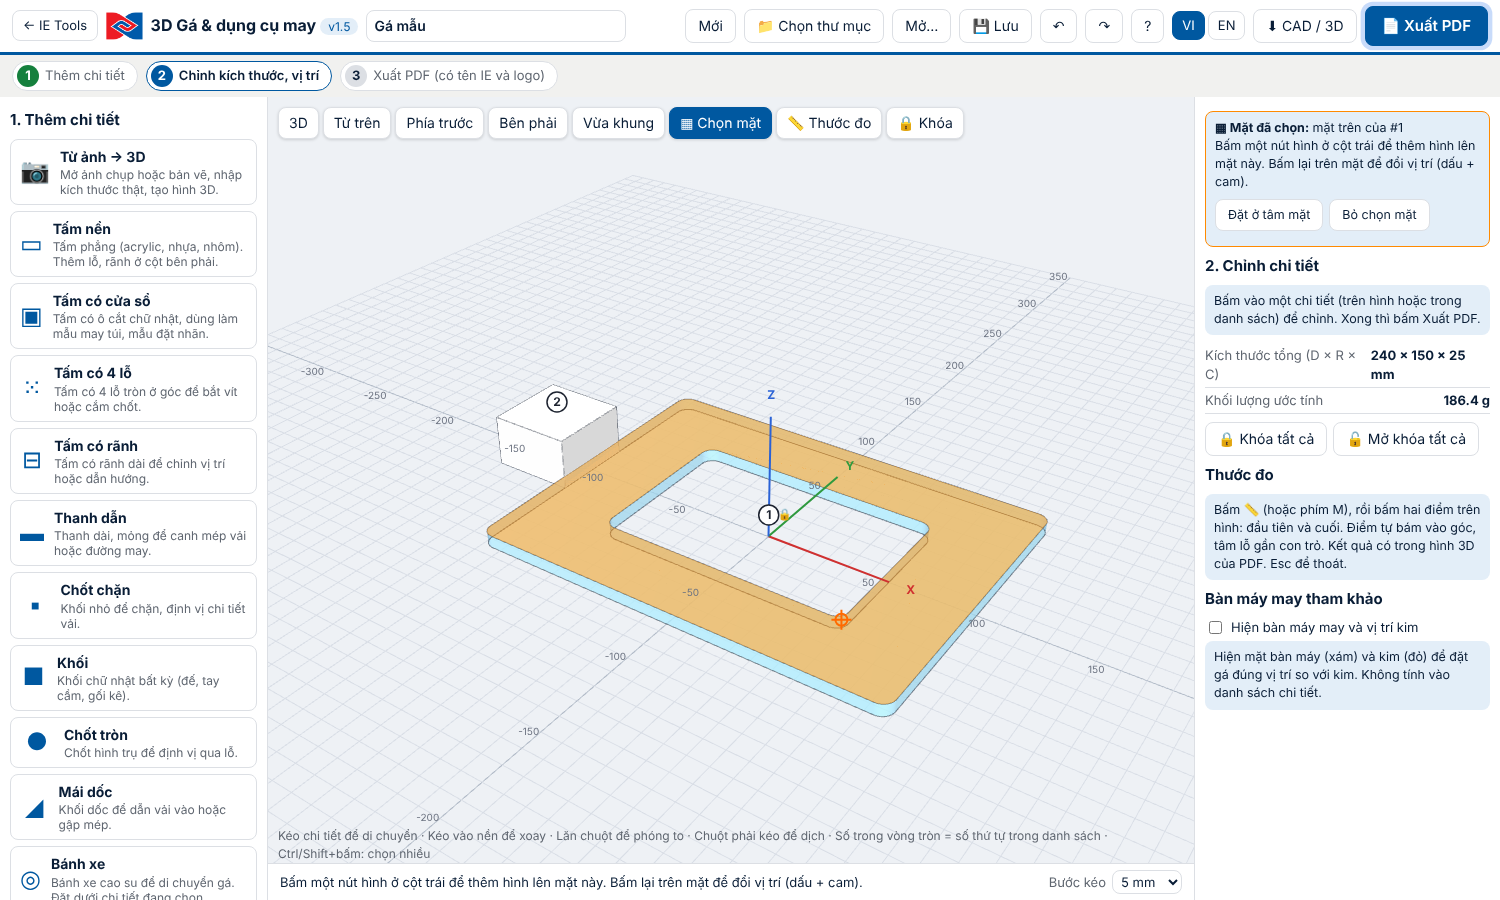 ← IE Tools
3D Gá & dụng cụ may
v1.5
Gá mẫu
Mới
Chọn thư mục
Mở...
Lưu
?
VI
EN
CAD / 3D
Xuất PDF
1 Thêm chi tiết
2 Chỉnh kích thước, vị trí
3 Xuất PDF (có tên IE và logo)
1. Thêm chi tiết
Từ ảnh → 3D
Mở ảnh chụp hoặc bản vẽ, nhập
kích thước thật, tạo hình 3D.
Tấm nền
Tấm phẳng (acrylic, nhựa, nhôm).
Thêm lỗ, rãnh ở cột bên phải.
Tấm có cửa sổ
Tấm có ô cắt chữ nhật, dùng làm
mẫu may túi, mẫu đặt nhãn.
Tấm có 4 lỗ
Tấm có 4 lỗ tròn ở góc để bắt vít
hoặc cắm chốt.
Tấm có rãnh
Tấm có rãnh dài để chỉnh vị trí
hoặc dẫn hướng.
Thanh dẫn
Thanh dài, mỏng để canh mép vải
hoặc đường may.
Chốt chặn
Khối nhỏ để chặn, định vị chi tiết
vải.
Khối
Khối chữ nhật bất kỳ (đế, tay
cầm, gối kê).
Chốt tròn
Chốt hình trụ để định vị qua lỗ.
Mái dốc
Khối dốc để dẫn vải vào hoặc
gập mép.
Bánh xe
Bánh xe cao su để di chuyển gá.
Đặt dưới chi tiết đang chọn.
3D
Từ trên
Phía trước
Bên phải
Vừa khung
Chọn mặt
Thước đo
Khóa
350
300
250
200
150
100
50
-300
-250
-200
-150
-100
-50
Z
Y
X
1
2
50
100
150
-50
-100
-150
-200
Kéo chi tiết để di chuyển · Kéo vào nền để xoay · Lăn chuột để phóng to · Chuột phải kéo để dịch · Số trong vòng tròn = số thứ tự trong danh sách ·
Ctrl/Shift+bấm: chọn nhiều
Bấm một nút hình ở cột trái để thêm hình lên mặt này. Bấm lại trên mặt để đổi vị trí (dấu + cam).
Bước kéo
5 mm
Mặt đã chọn: mặt trên của #1
Bấm một nút hình ở cột trái để thêm hình lên
mặt này. Bấm lại trên mặt để đổi vị trí (dấu +
cam).
Đặt ở tâm mặt
Bỏ chọn mặt
2. Chỉnh chi tiết
Bấm vào một chi tiết (trên hình hoặc trong
danh sách) để chỉnh. Xong thì bấm Xuất PDF.
Kích thước tổng (D × R × C)
240 × 150 × 25 mm
Khối lượng ước tính
186.4 g
Khóa tất cả
Mở khóa tất cả
Thước đo
Bấm 📏 (hoặc phím M), rồi bấm hai điểm trên
hình: đầu tiên và cuối. Điểm tự bám vào góc,
tâm lỗ gần con trỏ. Kết quả có trong hình 3D
của PDF. Esc để thoát.
Bàn máy may tham khảo
Hiện bàn máy may và vị trí kim
Hiện mặt bàn máy (xám) và kim (đỏ) để đặt
gá đúng vị trí so với kim. Không tính vào
danh sách chi tiết.